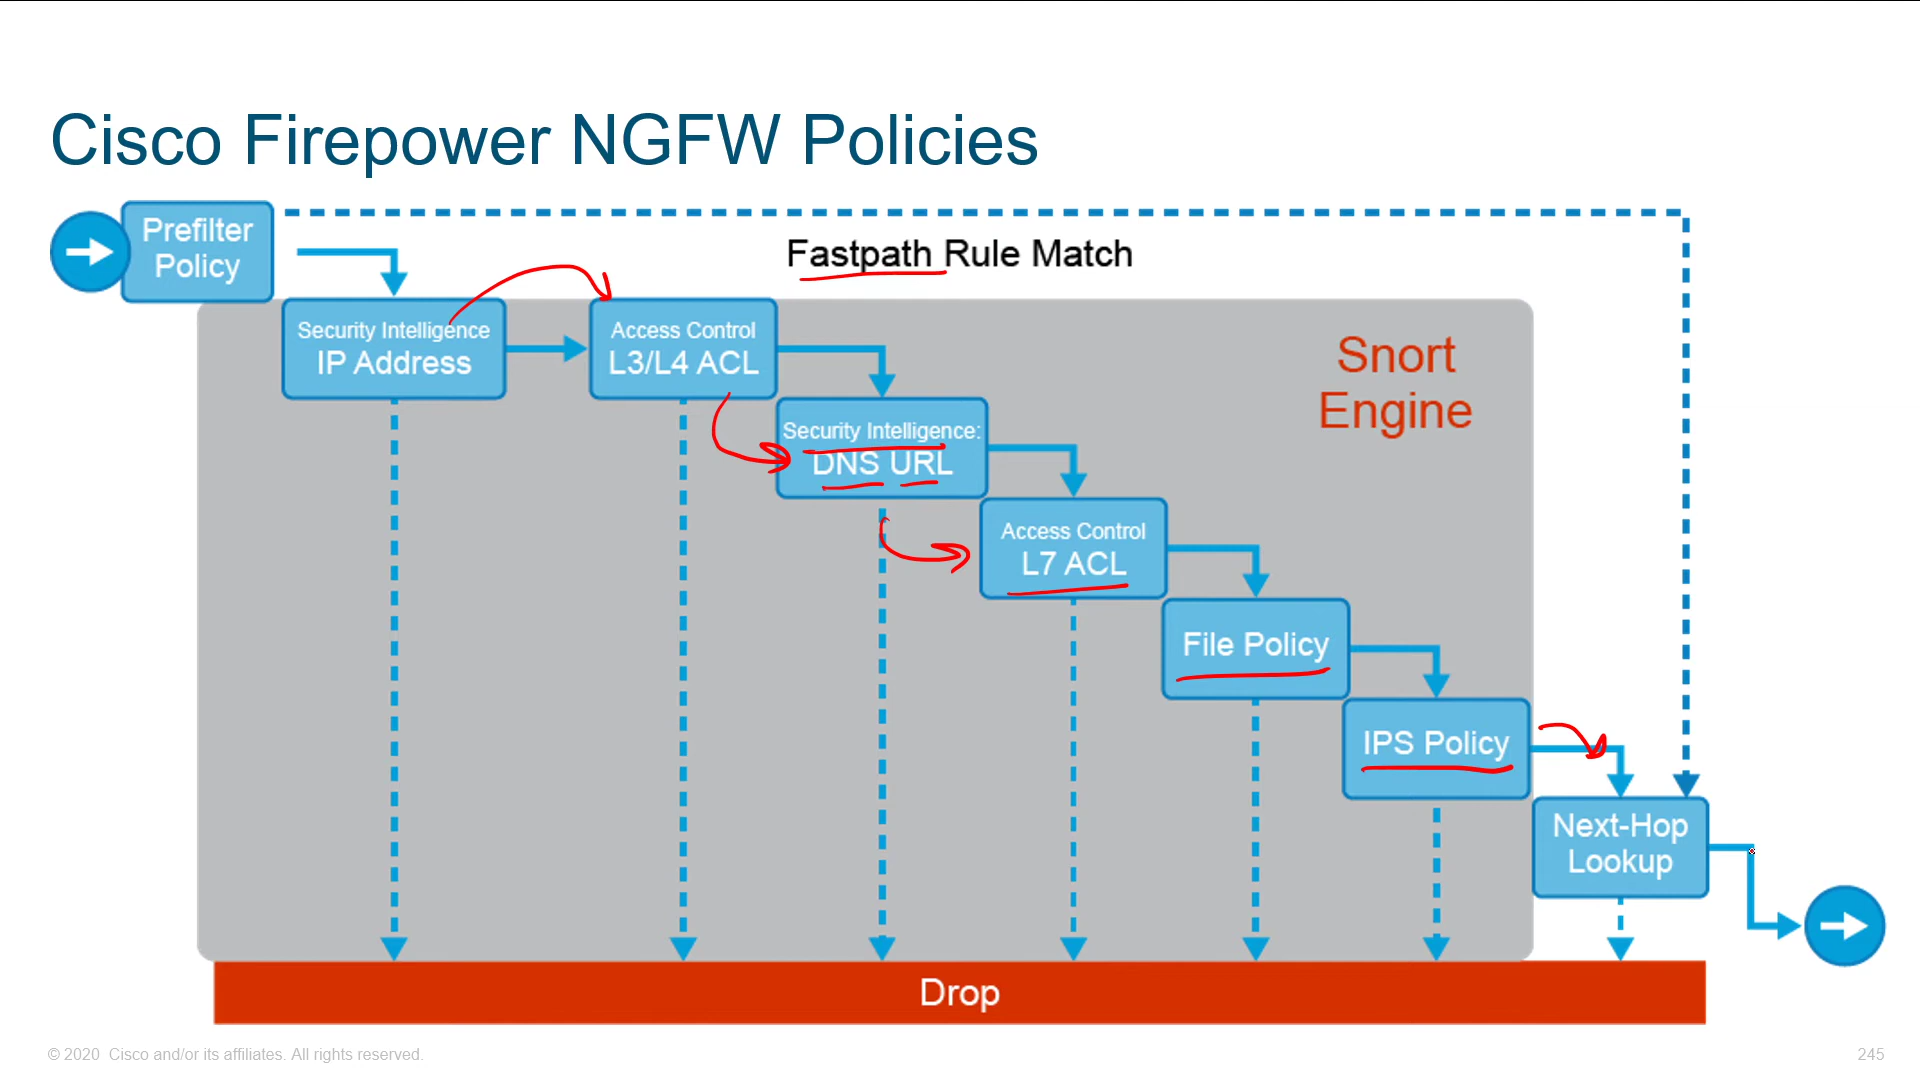 Cisco Firepower NGFW Policies
Prefilter
Policy
Fastpath Rule Match
Security Intelligence
IP Address
Access Control
L3/L4 ACL
Snort
Engine
Security Intelligence:
DNS URL
Access Control
L7 ACL
File Policy
IPS Policy
Next-Hop
Lookup
Drop
© 2020 Cisco and/or its affiliates. All rights reserved.
245